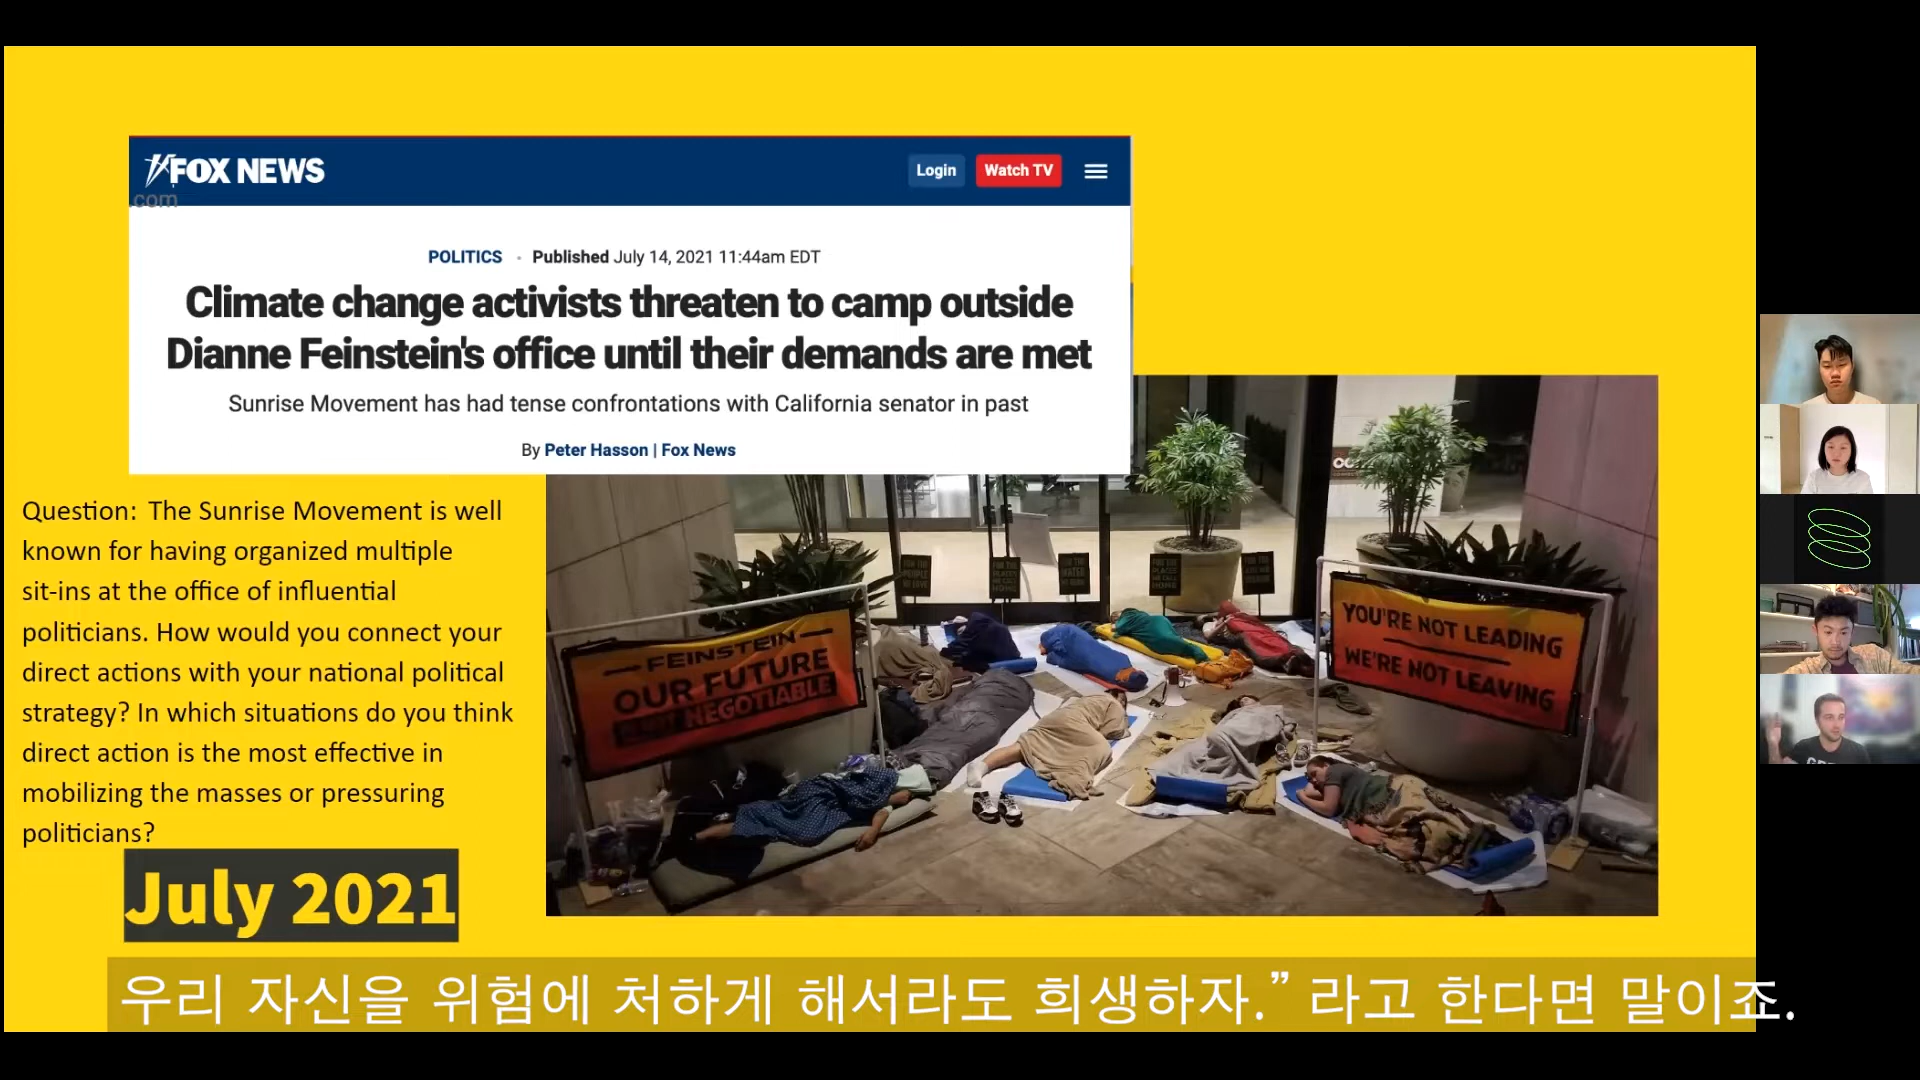 FOX NEWS
.com
Login
Watch TV
POLITICS · Published July 14, 2021 11:44am EDT
Climate change activists threaten to camp outside
Dianne Feinstein's office until their demands are met
Sunrise Movement has had tense confrontations with California senator in past
By Peter Hasson | Fox News
Question: The Sunrise Movement is well
known for having organized multiple
sit-ins at the office of influential
politicians. How would you connect your
direct actions with your national political
strategy? In which situations do you think
direct action is the most effective in
mobilizing the masses or pressuring
politicians?
FEINSTEIN
OUR FUTURE
NEGOTIABLE
YOU'RE NOT LEADING
WE'RE NOT LEAVING
July 2021
우리 자신을 위험에 처하게 해서라도 희생하자.” 라고 한다면 말이죠.